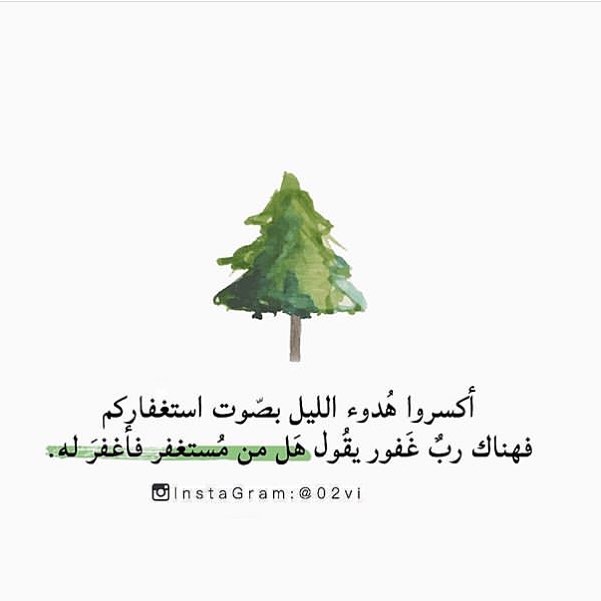 أكسروا هُدوء الليل بصّوت استغفاركم
فهناك ربٌ غَفور يقُول هَل من مُستغفر فأغفرَ له.
InstaGram:@02vi